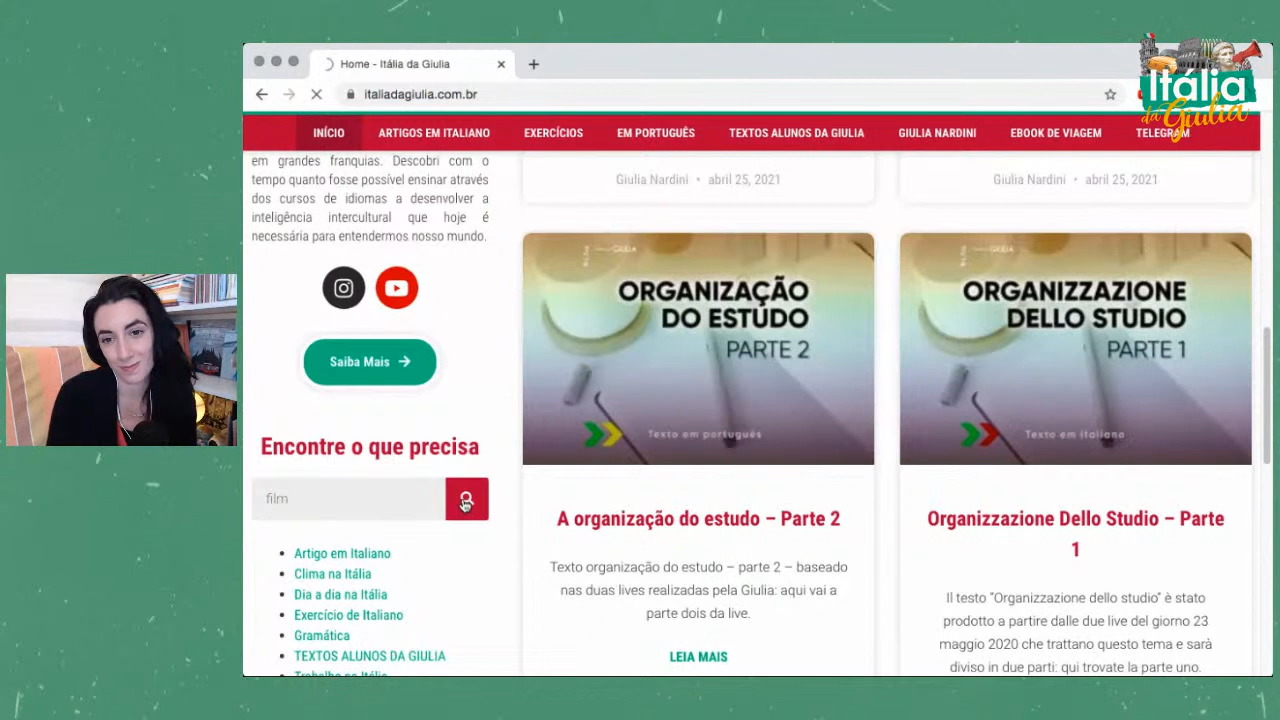 Home - Itália da Giulia
italiadagiulia.com.br
Itália
da Giulia
INÍCIO
ARTIGOS EM ITALIANO
EXERCÍCIOS
EM PORTUGUÊS
TEXTOS ALUNOS DA GIULIA
GIULIA NARDINI
EBOOK DE VIAGEM
TELEGRAM
em grandes franquias. Descobri com o
tempo quanto fosse possível ensinar através
dos cursos de idiomas a desenvolver a
inteligência intercultural que hoje é
necessária para entendermos nosso mundo.
Saiba Mais
Encontre o que precisa
film
Artigo em Italiano
Clima na Itália
Dia a dia na Itália
Exercício de Italiano
Gramática
TEXTOS ALUNOS DA GIULIA
Trabalho na Itália
Giulia Nardini • abril 25, 2021
ORGANIZAÇÃO
DO ESTUDO
PARTE 2
Texto em português
A organização do estudo – Parte 2
Texto organização do estudo – parte 2 – baseado
nas duas lives realizadas pela Giulia: aqui vai a
parte dois da live.
LEIA MAIS
Giulia Nardini • abril 25, 2021
ORGANIZZAZIONE
DELLO STUDIO
PARTE 1
Texto em italiano
Organizzazione Dello Studio – Parte
1
Il testo “Organizzazione dello studio” è stato
prodotto a partire dalle due live del giorno 23
maggio 2020 che trattano questo tema e sarà
diviso in due parti: qui trovate la parte uno.